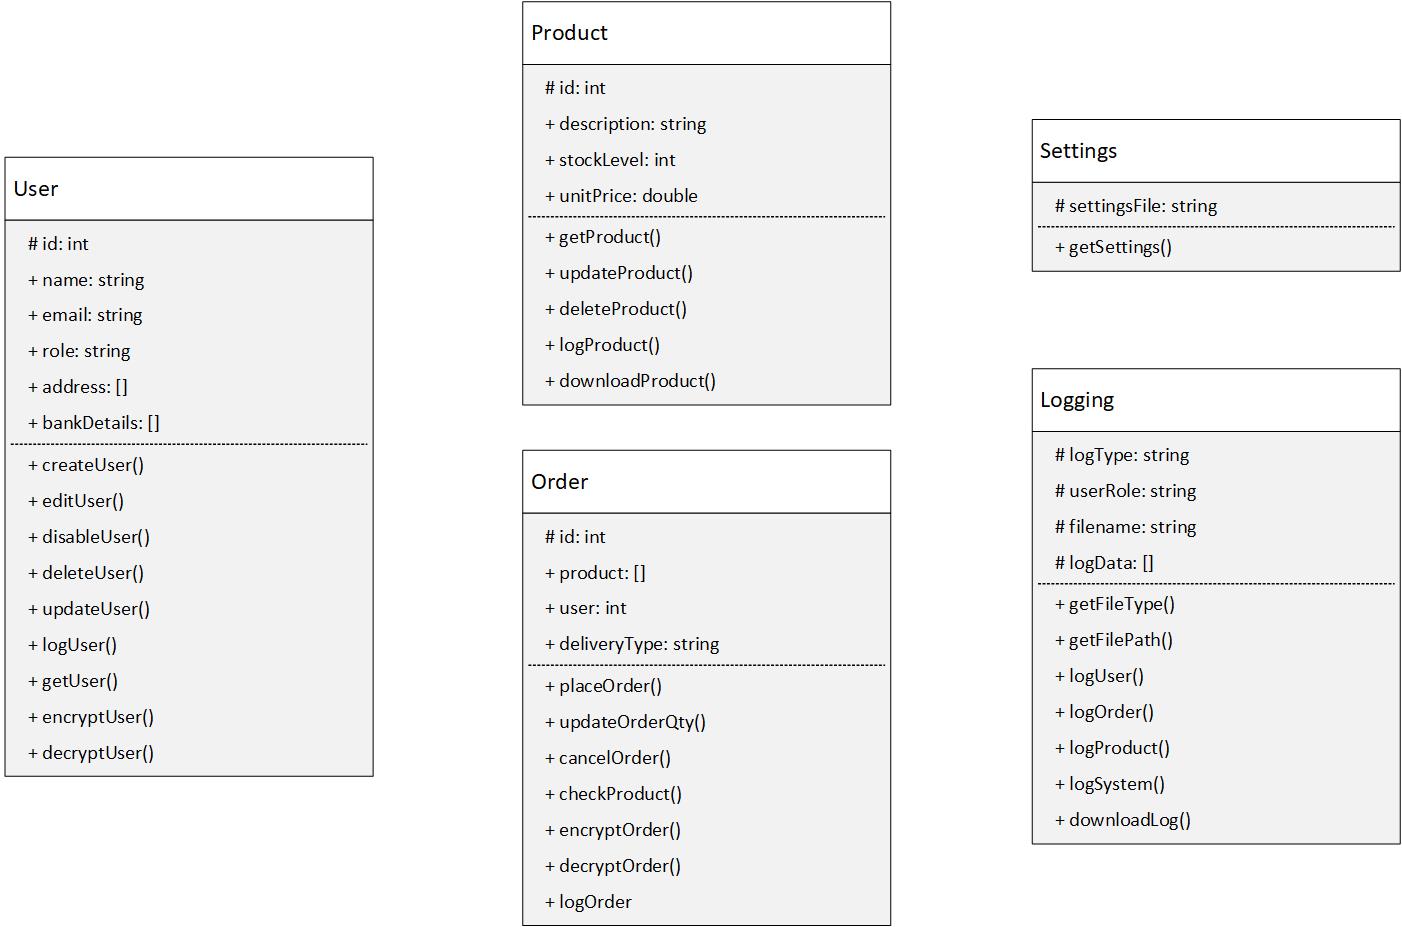 User
# id: int
+ name: string
+ email: string
+ role: string
+ address: []
+ bankDetails: []
+ createUser()
+ editUser()
+ disableUser()
+ deleteUser()
+ updateUser()
+ logUser()
+ getUser()
+ encryptUser()
+ decryptUser()
Product
# id: int
+ description: string
+ stockLevel: int
+ unitPrice: double
+ getProduct()
+ updateProduct()
+ deleteProduct()
+ logProduct()
+ downloadProduct()
Order
# id: int
+ product: []
+ user: int
+ deliveryType: string
+ placeOrder()
+ updateOrderQty()
+ cancelOrder()
+ checkProduct()
+ encryptOrder()
+ decryptOrder()
+ logOrder
Settings
# settingsFile: string
+ getSettings()
Logging
# logType: string
# userRole: string
# filename: string
# logData: []
+ getFileType()
+ getFilePath()
+ logUser()
+ logOrder()
+ logProduct()
+ logSystem()
+ downloadLog()